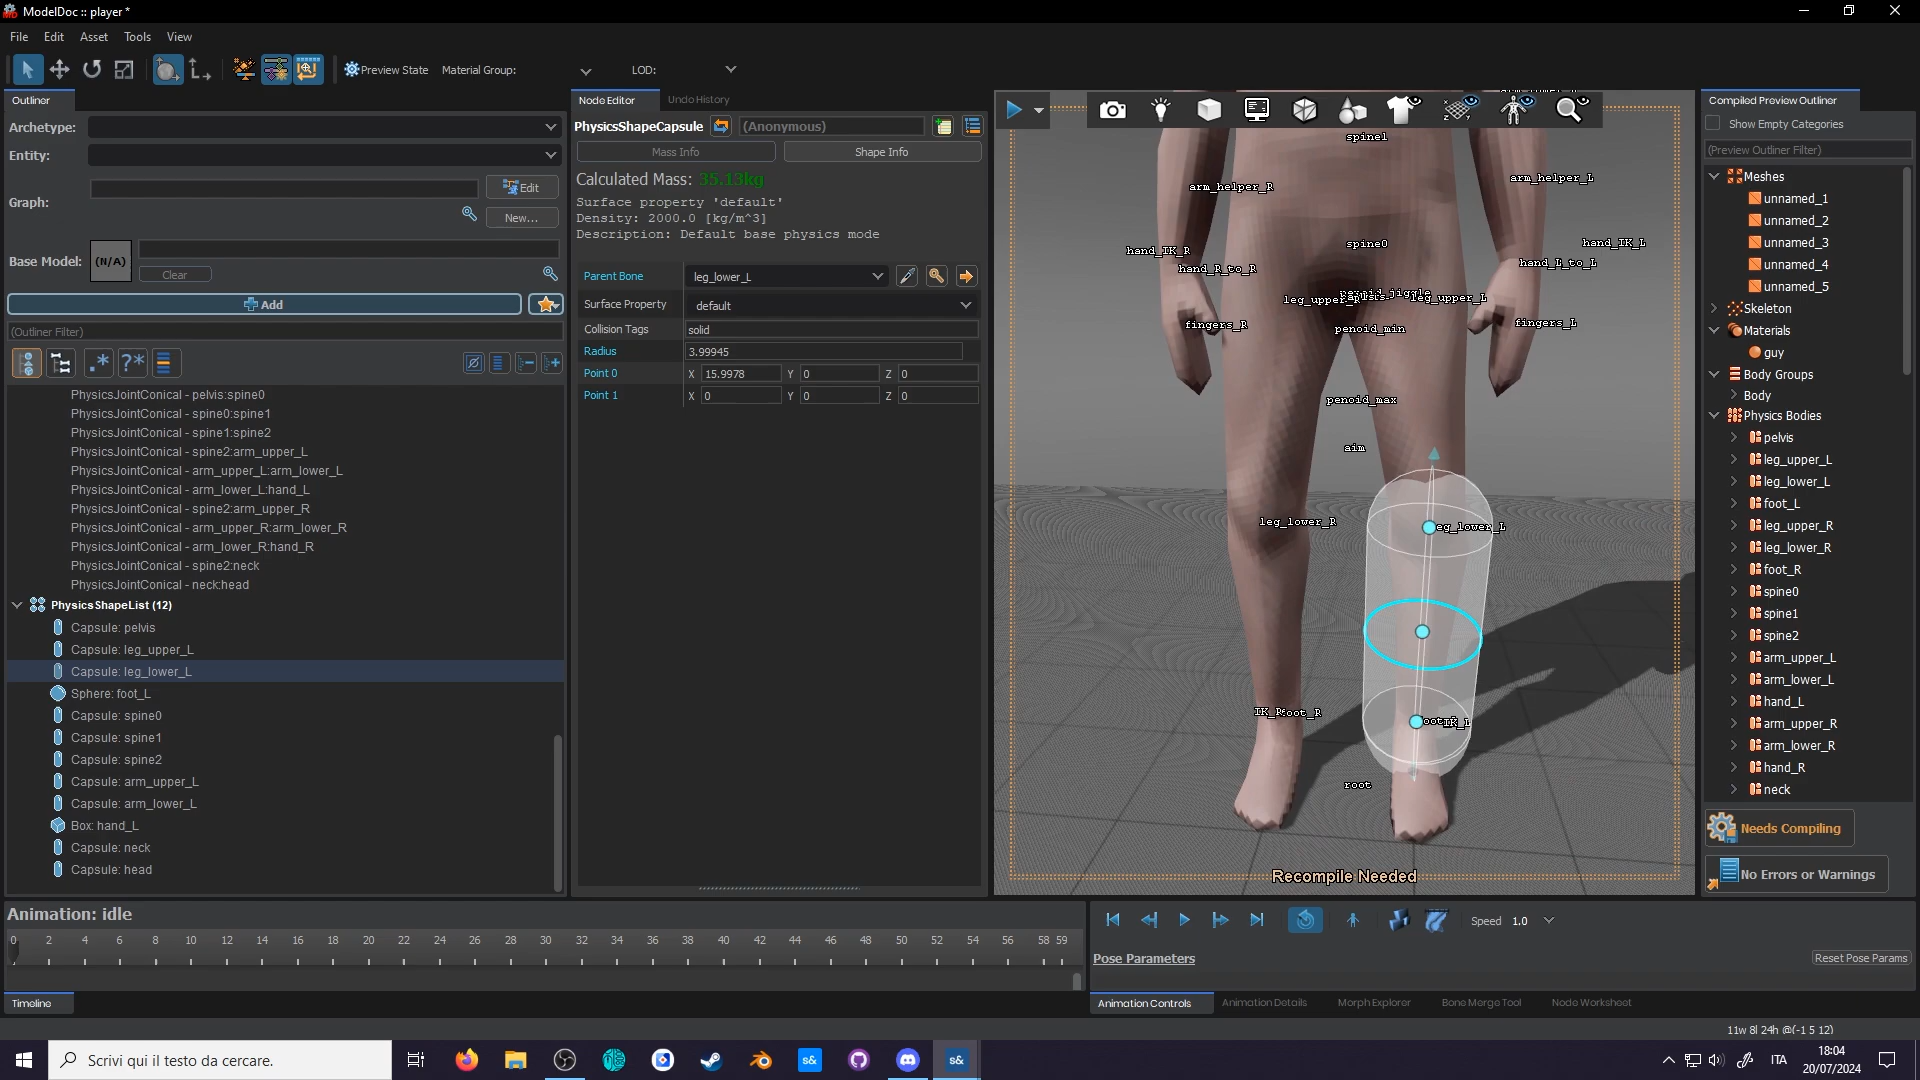 ModelDoc :: player *
File Edit Asset Tools View
Preview State Material Group: LOD:
Outliner
Archetype:
Entity:
Graph:
Edit
New...
Base Model: (N/A)
Clear
Add
(Outliner Filter)
PhysicsJointConical - pelvis:spine0
PhysicsJointConical - spine0:spine1
PhysicsJointConical - spine1:spine2
PhysicsJointConical - spine2:arm_upper_L
PhysicsJointConical - arm_upper_L:arm_lower_L
PhysicsJointConical - arm_lower_L:hand_L
PhysicsJointConical - spine2:arm_upper_R
PhysicsJointConical - arm_upper_R:arm_lower_R
PhysicsJointConical - arm_lower_R:hand_R
PhysicsJointConical - spine2:neck
PhysicsJointConical - neck:head
PhysicsShapeList (12)
Capsule: pelvis
Capsule: leg_upper_L
Capsule: leg_lower_L
Sphere: foot_L
Capsule: spine0
Capsule: spine1
Capsule: spine2
Capsule: arm_upper_L
Capsule: arm_lower_L
Box: hand_L
Capsule: neck
Capsule: head
Node Editor Undo History
PhysicsShapeCapsule (Anonymous)
Mass Info Shape Info
Calculated Mass: 35.13kg
Surface property 'default'
Density: 2000.0 [kg/m^3]
Description: Default base physics mode
Parent Bone leg_lower_L
Surface Property default
Collision Tags solid
Radius 3.99945
Point 0 X 15.9978 Y 0 Z 0
Point 1 X 0 Y 0 Z 0
spine1
arm_helper_R arm_helper_L
spine0
hand_IK_R hand_IK_L
hand_R_to_R hand_L_to_L
leg_upper_R leg_upper_L
fingers_R fingers_L
penoid_min
penoid_max
aim
leg_lower_R leg_lower_L
root
Recompile Needed
Compiled Preview Outliner
Show Empty Categories
(Preview Outliner Filter)
Meshes
unnamed_1
unnamed_2
unnamed_3
unnamed_4
unnamed_5
Skeleton
Materials
guy
Body Groups
Body
Physics Bodies
pelvis
leg_upper_L
leg_lower_L
foot_L
leg_upper_R
leg_lower_R
foot_R
spine0
spine1
spine2
arm_upper_L
arm_lower_L
hand_L
arm_upper_R
arm_lower_R
hand_R
neck
Needs Compiling
No Errors or Warnings
Animation: idle
0 2 4 6 8 10 12 14 16 18 20 22 24 26 28 30 32 34 36 38 40 42 44 46 48 50 52 54 56 58 59
Timeline
Speed 1.0
Pose Parameters Reset Pose Params
Animation Controls Animation Details Morph Explorer Bone Merge Tool Node Worksheet
11w 8l 24h @(-1 5 12)
Scrivi qui il testo da cercare.
s& s&
ITA
18:04
20/07/2024